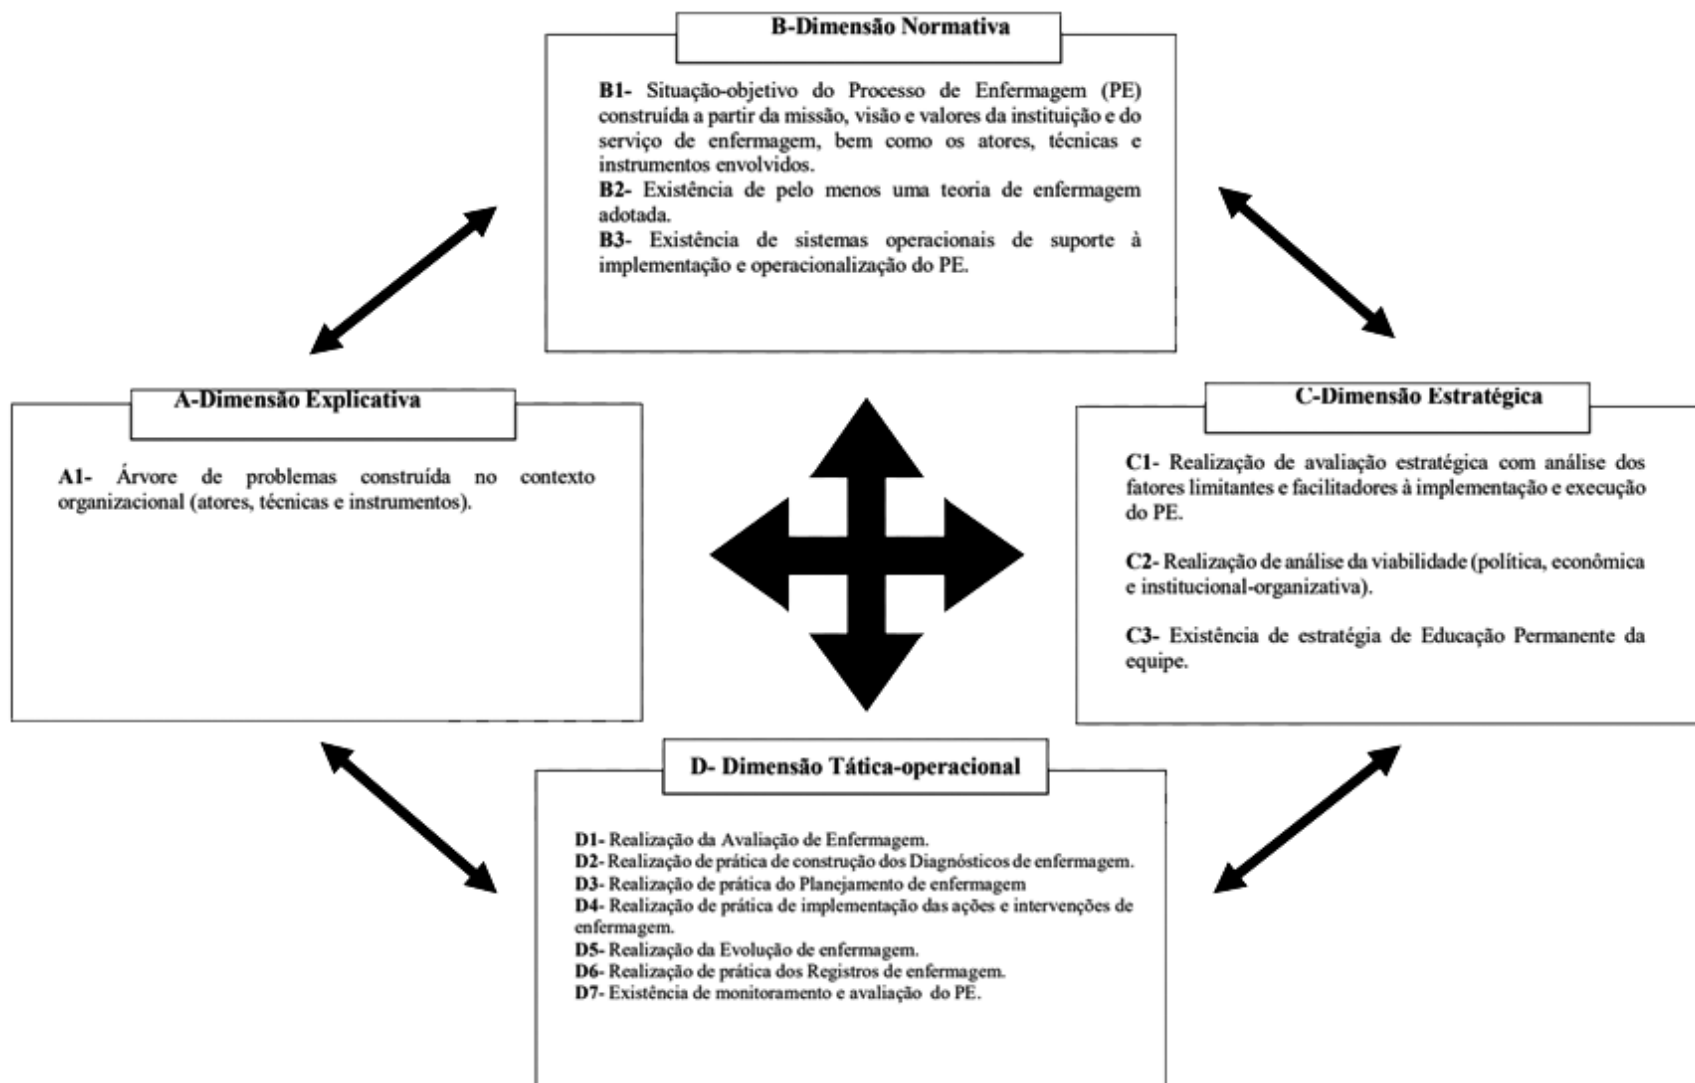 B-Dimensão Normativa
B1- Situação-objetivo do Processo de Enfermagem (PE)
construída a partir da missão, visão e valores da instituição e do
serviço de enfermagem, bem como os atores, técnicas e
instrumentos envolvidos.
B2- Existência de pelo menos uma teoria de enfermagem
adotada.
B3- Existência de sistemas operacionais de suporte à
implementação e operacionalização do PE.
A-Dimensão Explicativa
A1- Árvore de problemas construída no contexto
organizacional (atores, técnicas e instrumentos).
C-Dimensão Estratégica
C1- Realização de avaliação estratégica com análise dos
fatores limitantes e facilitadores à implementação e execução
do PE.
C2- Realização de análise da viabilidade (política, econômica
e institucional-organizativa).
C3- Existência de estratégia de Educação Permanente da
equipe.
D- Dimensão Tática-operacional
D1- Realização da Avaliação de Enfermagem.
D2- Realização de prática de construção dos Diagnósticos de enfermagem.
D3- Realização de prática do Planejamento de enfermagem
D4- Realização de prática de implementação das ações e intervenções de
enfermagem.
D5- Realização da Evolução de enfermagem.
D6- Realização de prática dos Registros de enfermagem.
D7- Existência de monitoramento e avaliação do PE.